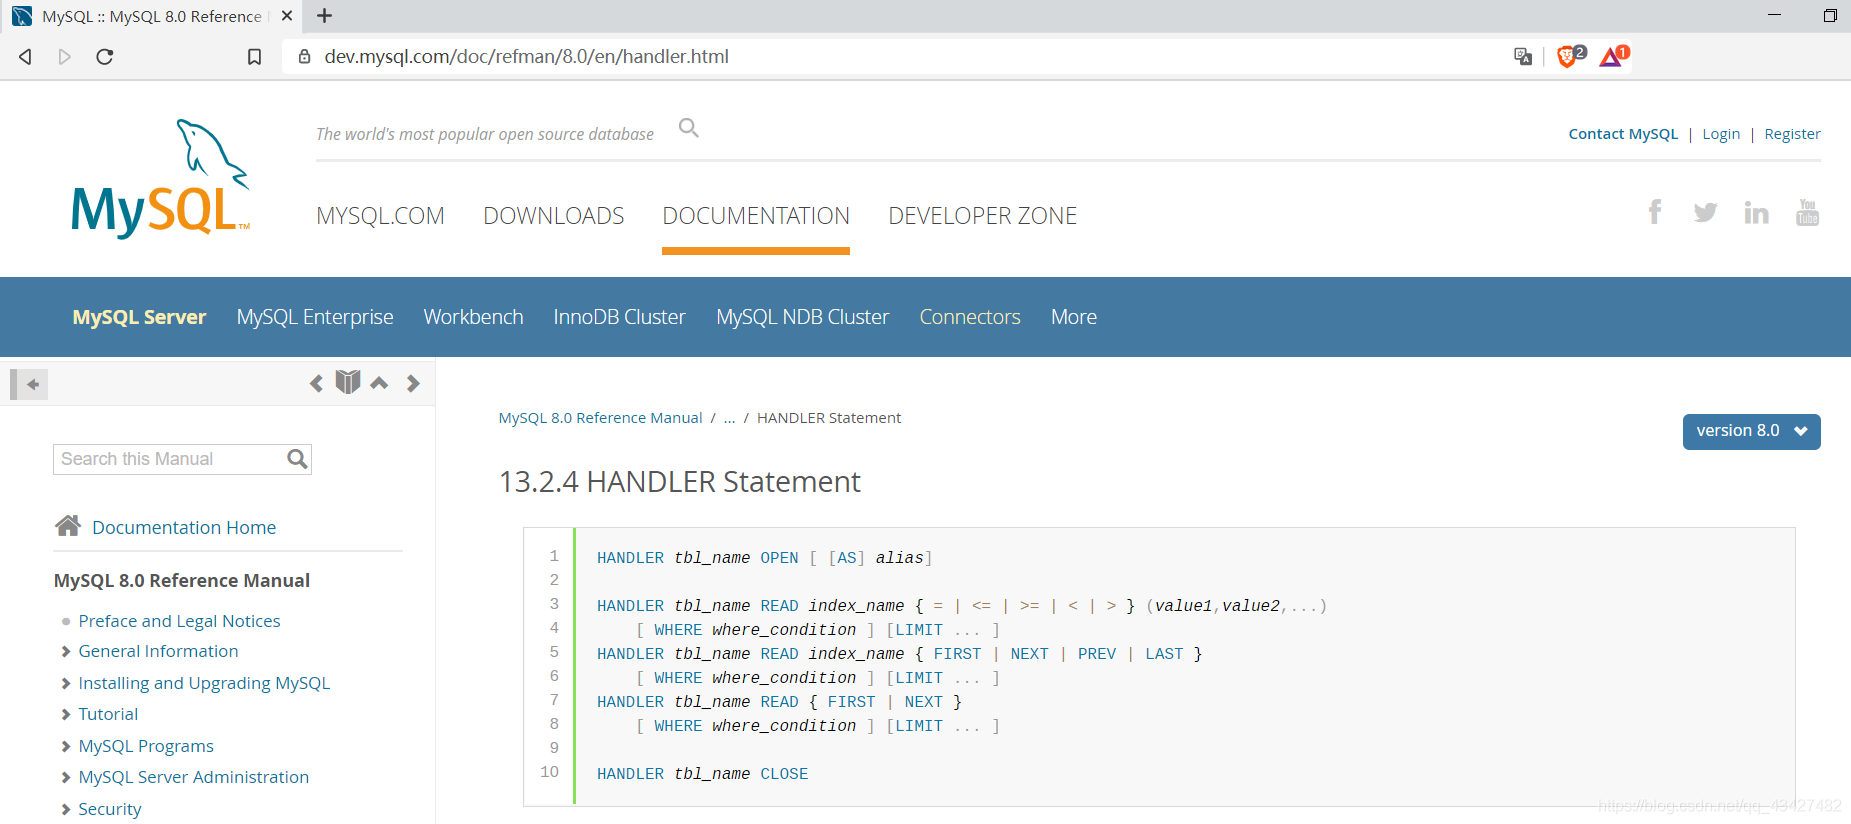 MySQL :: MySQL 8.0 Reference
dev.mysql.com/doc/refman/8.0/en/handler.html
2
1
The world's most popular open source database
Contact MySQL | Login | Register
MySQL™
MYSQL.COM DOWNLOADS DOCUMENTATION DEVELOPER ZONE
You Tube
MySQL Server MySQL Enterprise Workbench InnoDB Cluster MySQL NDB Cluster Connectors More
Search this Manual
Documentation Home
MySQL 8.0 Reference Manual
Preface and Legal Notices
General Information
Installing and Upgrading MySQL
Tutorial
MySQL Programs
MySQL Server Administration
Security
MySQL 8.0 Reference Manual / ... / HANDLER Statement
version 8.0
13.2.4 HANDLER Statement
1 HANDLER tbl_name OPEN [ [AS] alias]
2
3 HANDLER tbl_name READ index_name { = | <= | >= | < | > } (value1,value2,...)
4     [ WHERE where_condition ] [LIMIT ... ]
5 HANDLER tbl_name READ index_name { FIRST | NEXT | PREV | LAST }
6     [ WHERE where_condition ] [LIMIT ... ]
7 HANDLER tbl_name READ { FIRST | NEXT }
8     [ WHERE where_condition ] [LIMIT ... ]
9
10 HANDLER tbl_name CLOSE
https://blog.csdn.net/qq_43427482